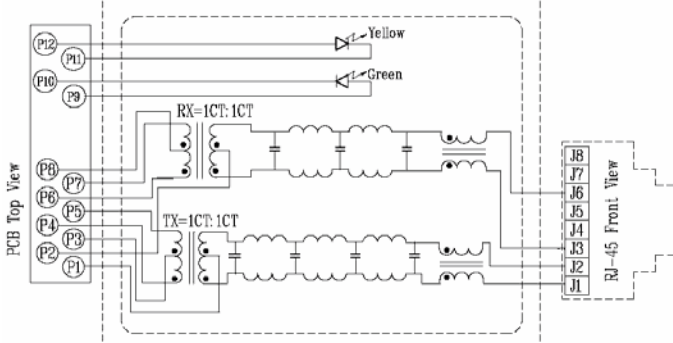 P12
Yellow
P11
P10
Green
P9
RX=1CT:1CT
P8
P7
P6
P5
TX=1CT:1CT
P4
P3
P2
P1
PCB Top View
J8
J7
J6
J5
J4
J3
J2
J1
RJ-45 Front View